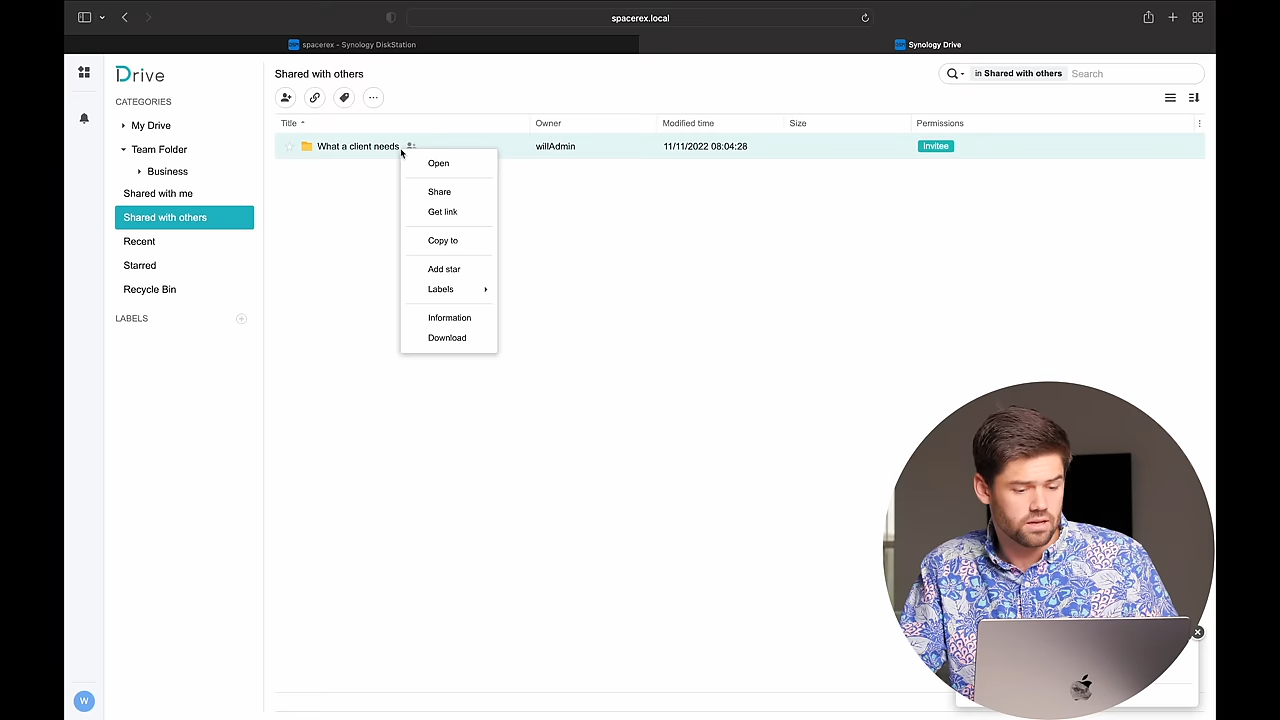 spacerex.local
spacerex - Synology DiskStation
Synology Drive
Drive
CATEGORIES
My Drive
Team Folder
Business
Shared with me
Shared with others
Recent
Starred
Recycle Bin
LABELS
W
Shared with others
in Shared with others Search
Title Owner Modified time Size Permissions
What a client needs willAdmin 11/11/2022 08:04:28 Invitee
Open
Share
Get link
Copy to
Add star
Labels
Information
Download